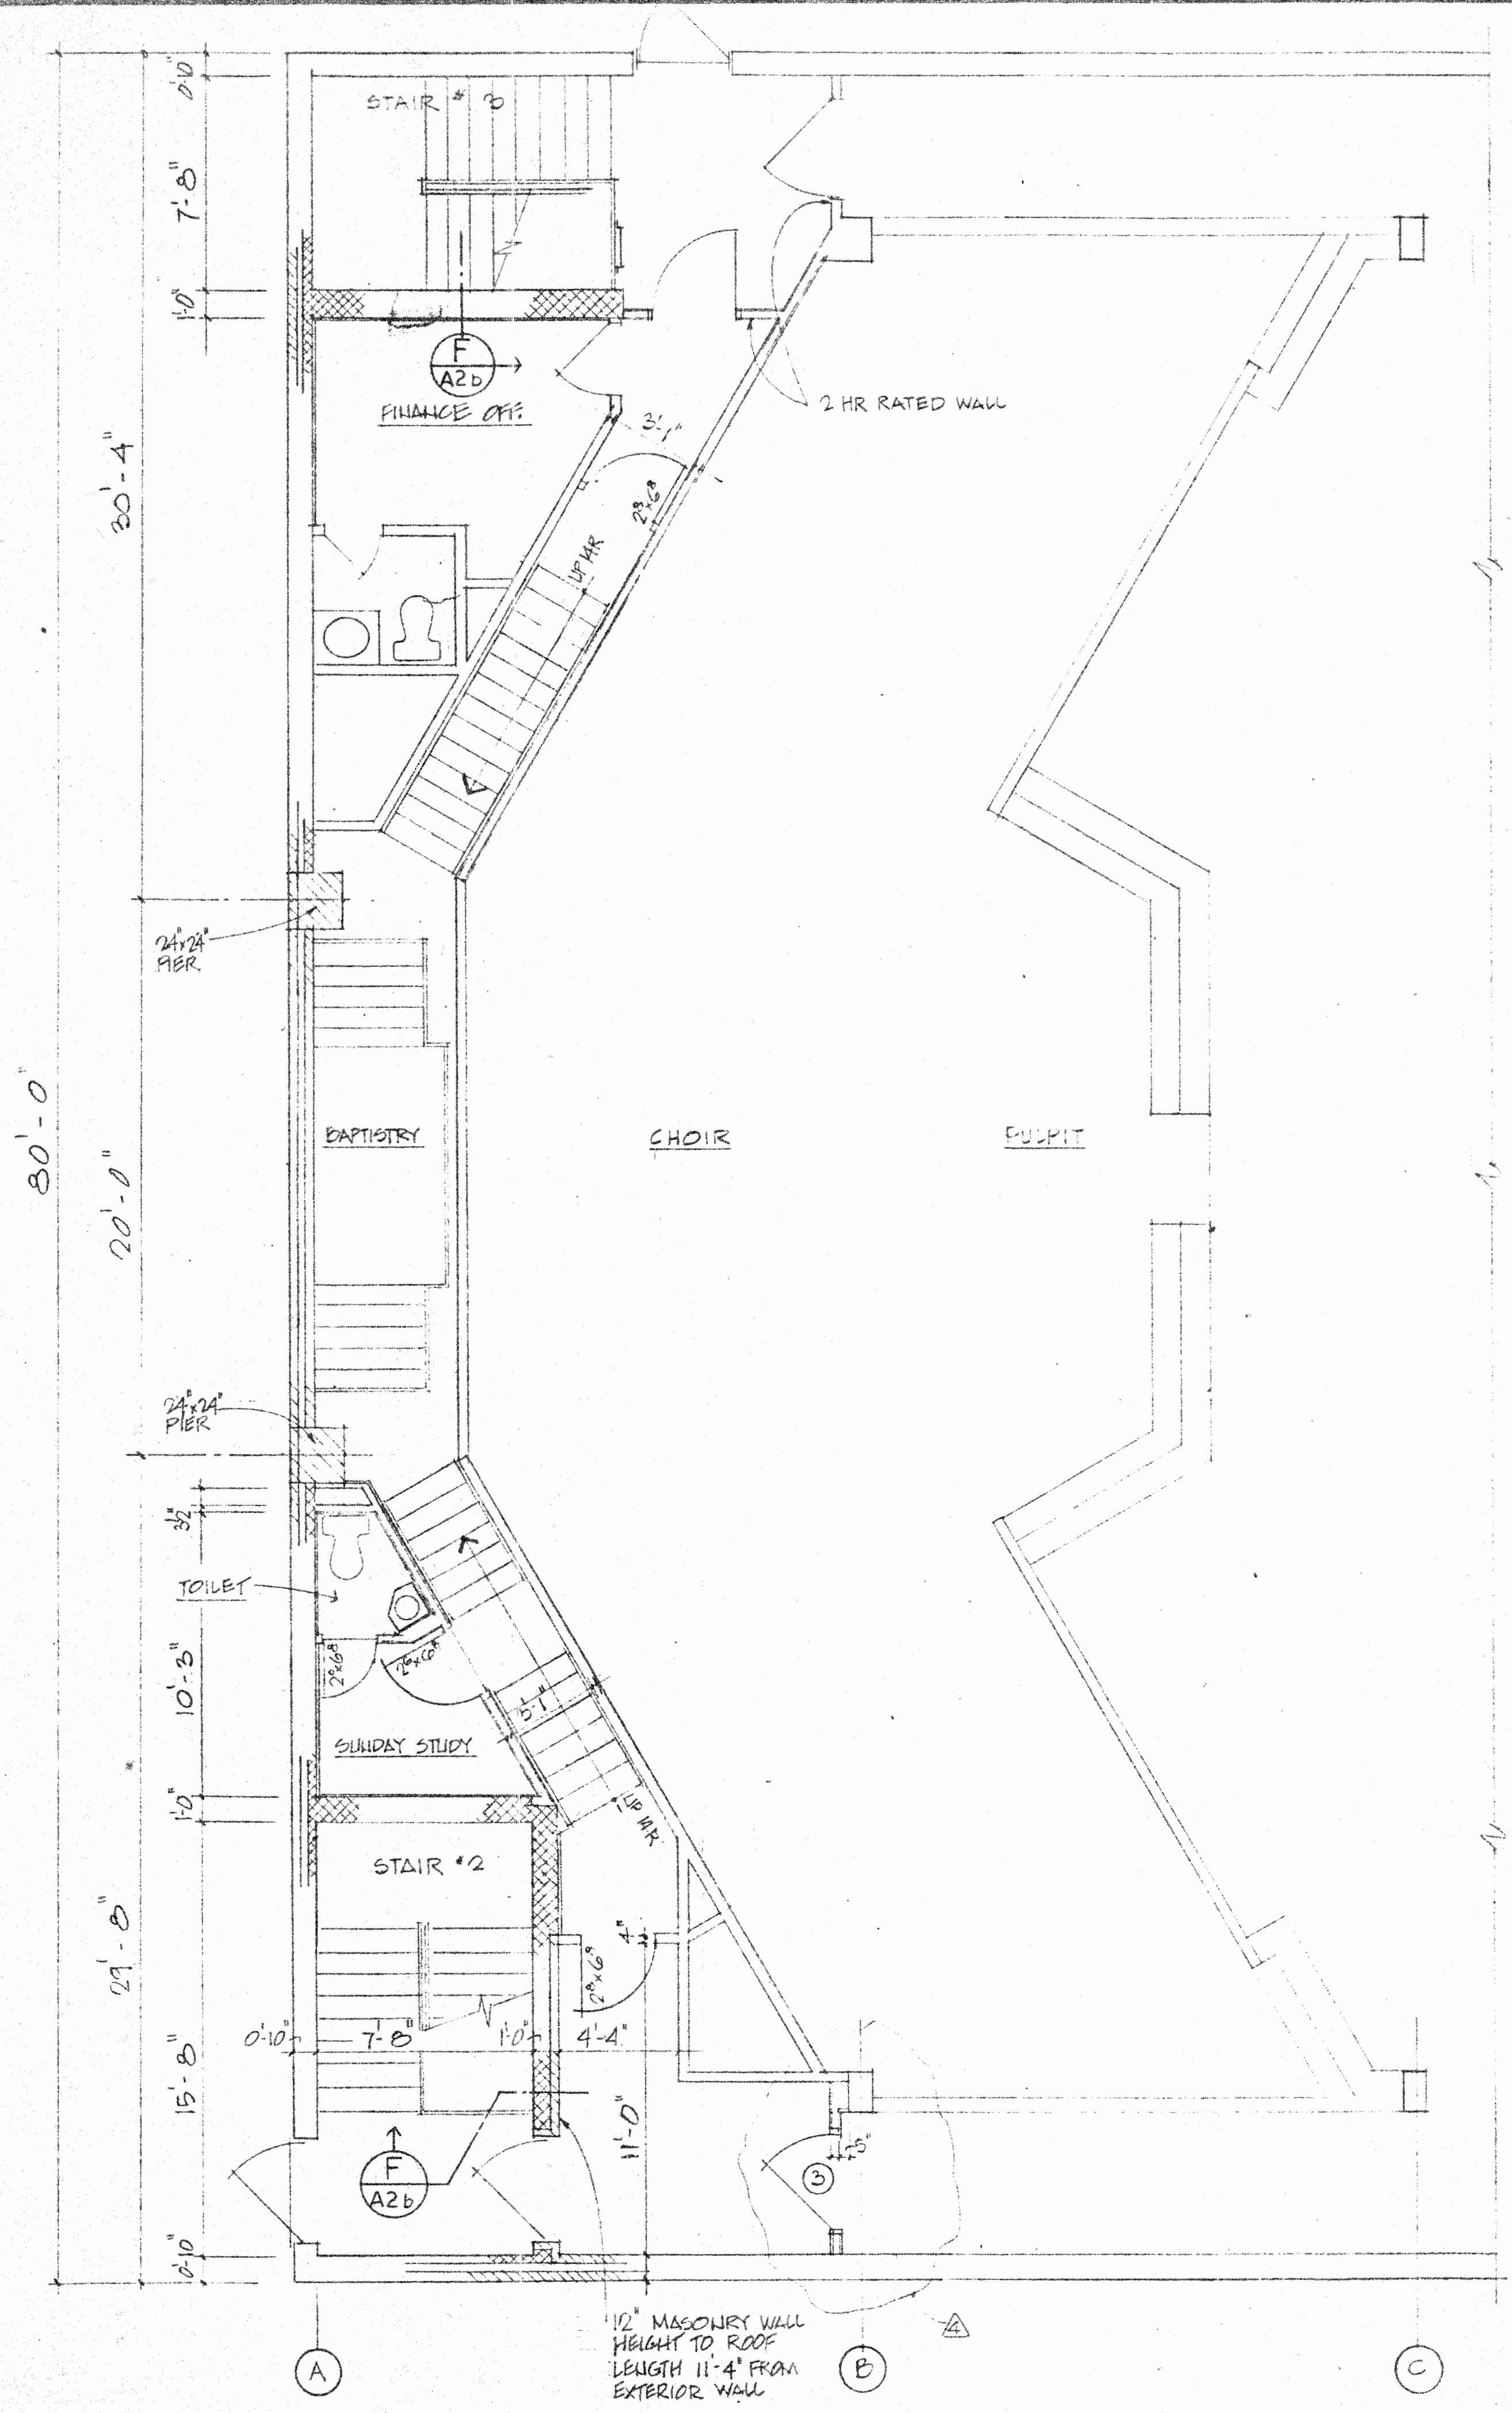 0'-10"
STAIR # 3
7'-8"
1'-0"
F
A2b
FINANCE OFF.
2 HR RATED WALL
3'-1"
30'-4"
2⁸x6⁸
UP 14R
24"x24"
PIER
80'-0"
BAPTISTRY
CHOIR
PULPIT
20'-0"
24"x24"
PIER
3½"
TOILET
2⁰x6⁸
2⁶x6⁸
10'-3"
3'-1"
SUNDAY STUDY
1'-0"
UP 14R
STAIR #2
29'-8"
4"
2⁸x6⁸
0'-10"
7'-8"
1'-0"
4'-4"
15'-8"
11'-0"
F
A2b
3
0'-10"
12" MASONRY WALL
HEIGHT TO ROOF
LENGTH 11'-4" FROM
EXTERIOR WALL
4
A
B
C